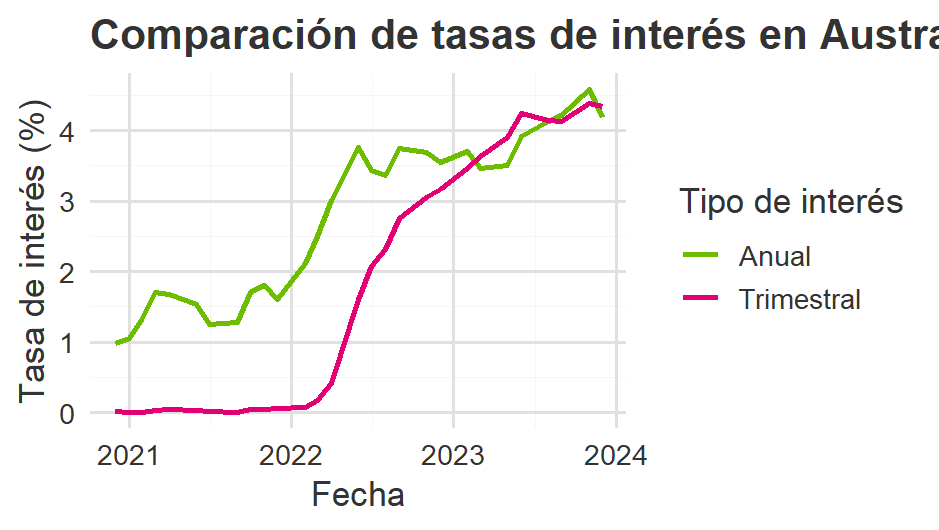 Comparación de tasas de interés en Austra
Tasa de interés (%)
4
3
2
1
0
2021 2022 2023 2024
Fecha
Tipo de interés
Anual
Trimestral